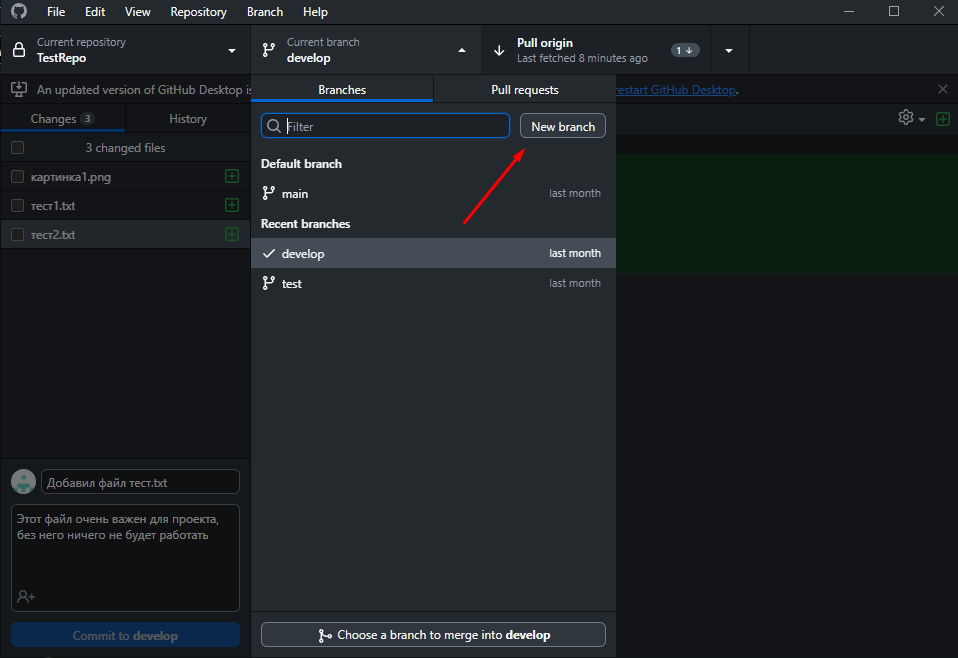 File Edit View Repository Branch Help
Current repository
TestRepo
Current branch
develop
Pull origin
Last fetched 8 minutes ago
1
An updated version of GitHub Desktop is
restart GitHub Desktop.
Changes 3
History
3 changed files
картинка1.png
тест1.txt
тест2.txt
Добавил файл тест.txt
Этот файл очень важен для проекта,
без него ничего не будет работать
Commit to develop
Branches
Pull requests
Filter
New branch
Default branch
main last month
Recent branches
develop last month
test last month
Choose a branch to merge into develop